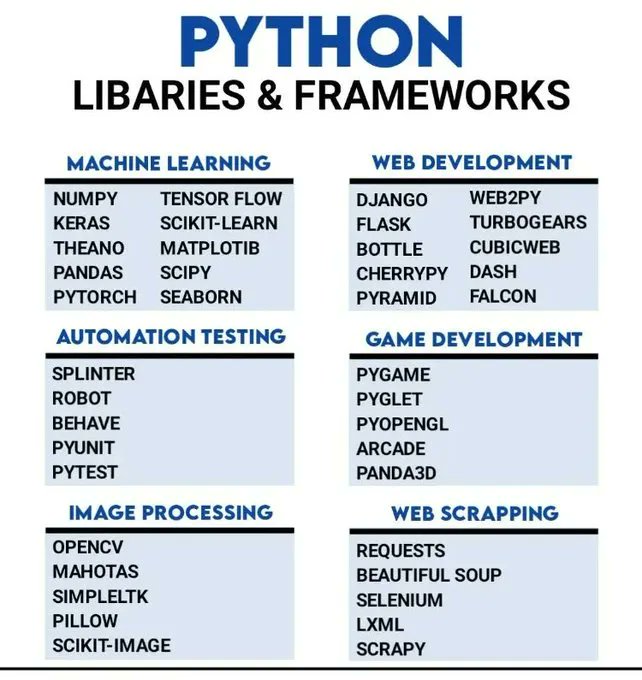 PYTHON
LIBARIES & FRAMEWORKS
MACHINE LEARNING
NUMPY
KERAS
THEANO
PANDAS
PYTORCH
TENSOR FLOW
SCIKIT-LEARN
MATPLOTIB
SCIPY
SEABORN
WEB DEVELOPMENT
DJANGO
FLASK
BOTTLE
CHERRYPY
PYRAMID
WEB2PY
TURBOGEARS
CUBICWEB
DASH
FALCON
AUTOMATION TESTING
SPLINTER
ROBOT
BEHAVE
PYUNIT
PYTEST
GAME DEVELOPMENT
PYGAME
PYGLET
PYOPENGL
ARCADE
PANDA3D
IMAGE PROCESSING
OPENCV
MAHOTAS
SIMPLELTK
PILLOW
SCIKIT-IMAGE
WEB SCRAPPING
REQUESTS
BEAUTIFUL SOUP
SELENIUM
LXML
SCRAPY